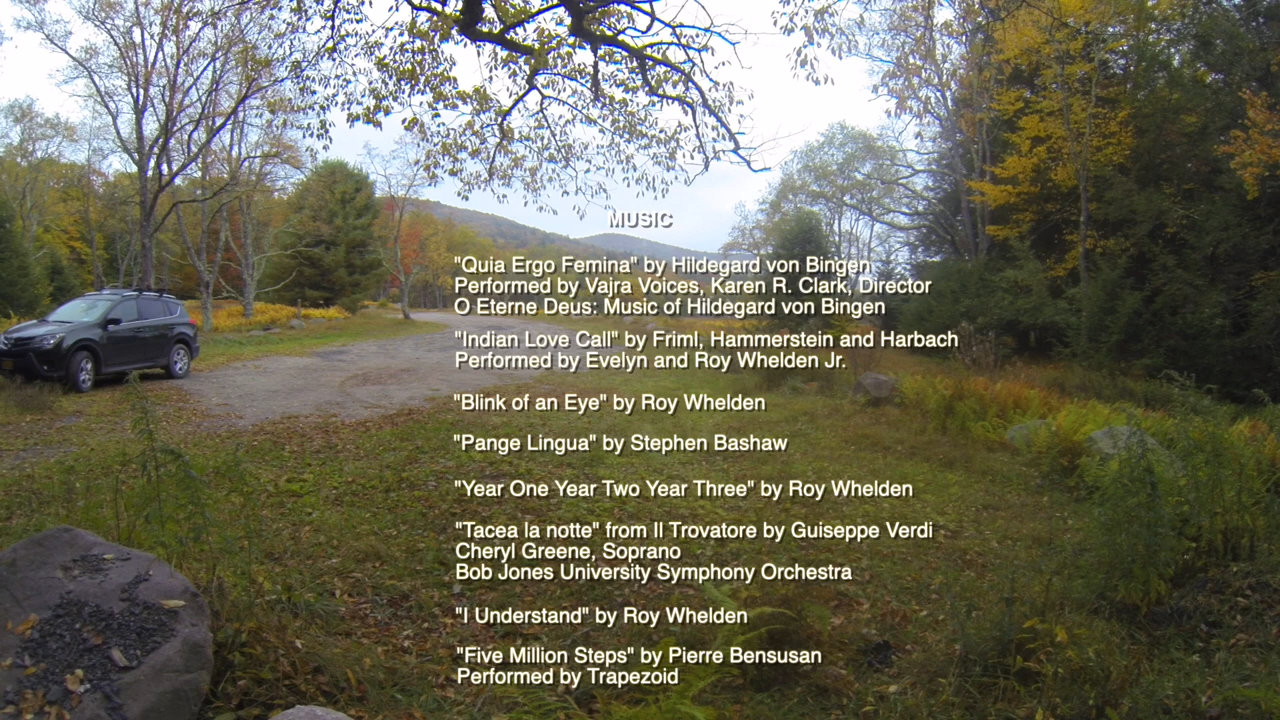 MUSIC
"Quia Ergo Femina" by Hildegard von Bingen
Performed by Vajra Voices, Karen R. Clark, Director
O Eterne Deus: Music of Hildegard von Bingen
"Indian Love Call" by Friml, Hammerstein and Harbach
Performed by Evelyn and Roy Whelden Jr.
"Blink of an Eye" by Roy Whelden
"Pange Lingua" by Stephen Bashaw
"Year One Year Two Year Three" by Roy Whelden
"Tacea la notte" from Il Trovatore by Guiseppe Verdi
Cheryl Greene, Soprano
Bob Jones University Symphony Orchestra
"I Understand" by Roy Whelden
"Five Million Steps" by Pierre Bensusan
Performed by Trapezoid